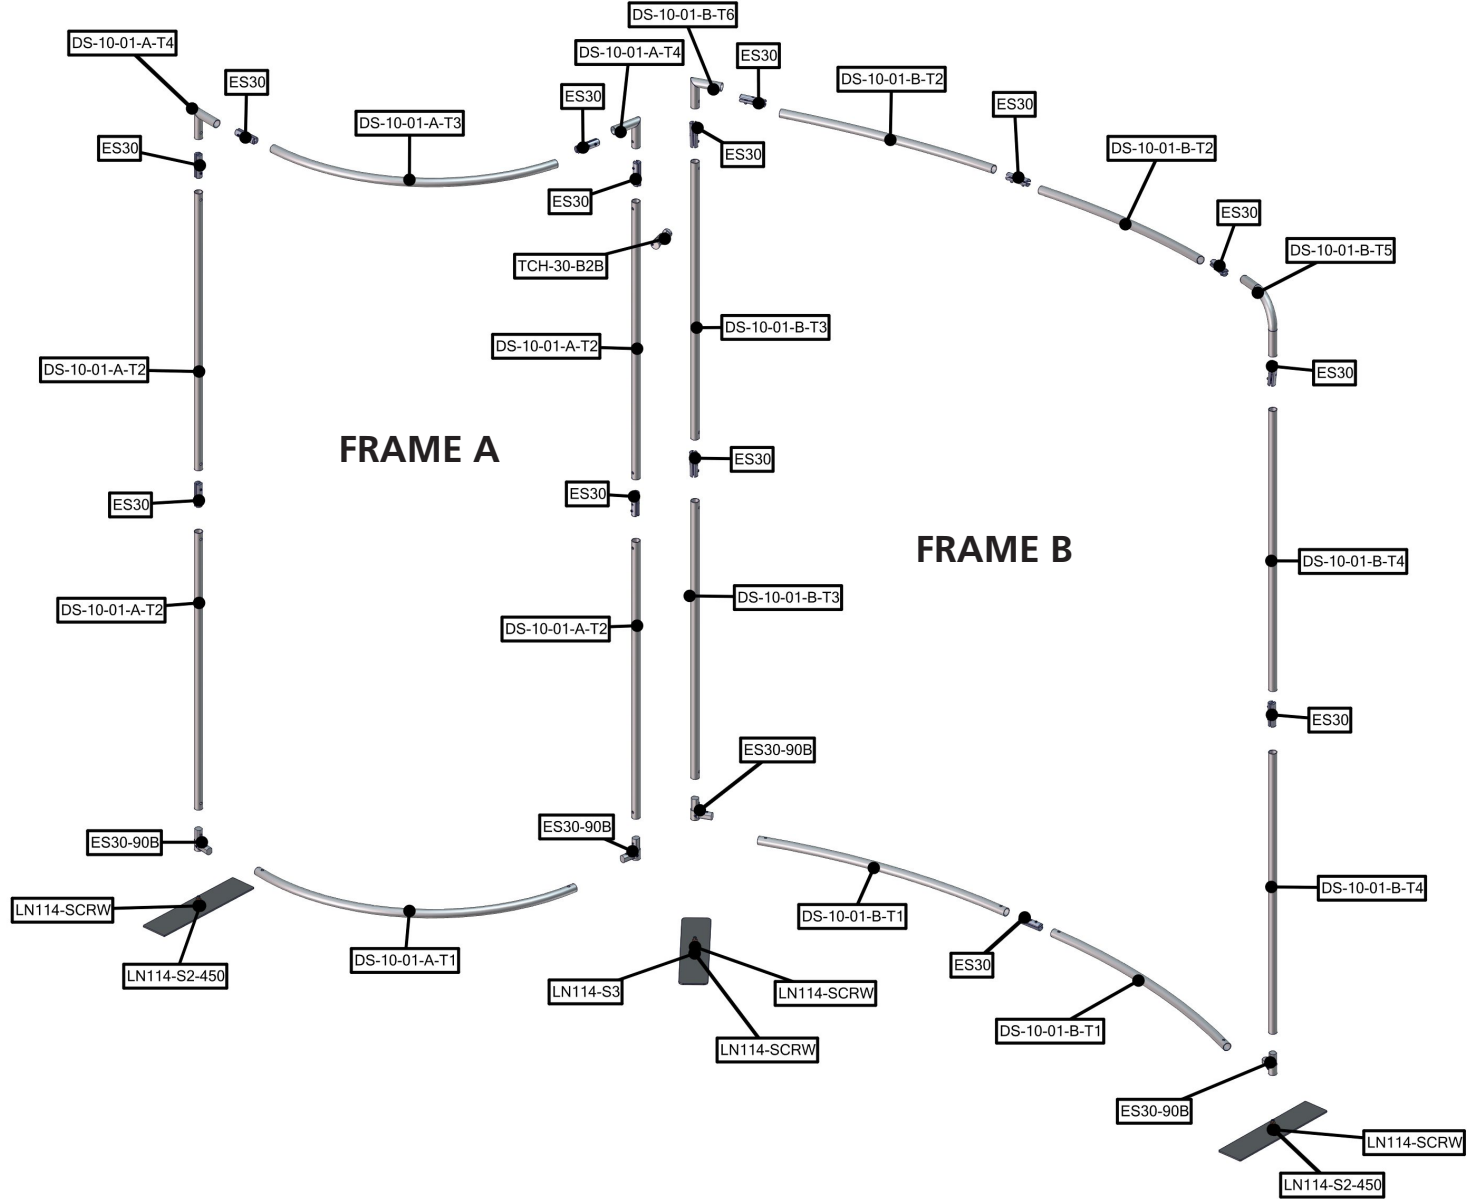 DS-10-01-B-T6
DS-10-01-A-T4
DS-10-01-A-T4
ES30
ES30
DS-10-01-B-T2
ES30
ES30
DS-10-01-A-T3
ES30
DS-10-01-B-T2
ES30
ES30
ES30
ES30
DS-10-01-B-T5
TCH-30-B2B
DS-10-01-B-T3
DS-10-01-A-T2
DS-10-01-A-T2
ES30
FRAME A
ES30
ES30
ES30
FRAME B
DS-10-01-B-T4
DS-10-01-B-T3
DS-10-01-A-T2
DS-10-01-A-T2
ES30
ES30-90B
ES30-90B
ES30-90B
DS-10-01-B-T4
LN114-SCRW
DS-10-01-B-T1
DS-10-01-A-T1
ES30
LN114-S2-450
LN114-S3
LN114-SCRW
DS-10-01-B-T1
LN114-SCRW
ES30-90B
LN114-SCRW
LN114-S2-450